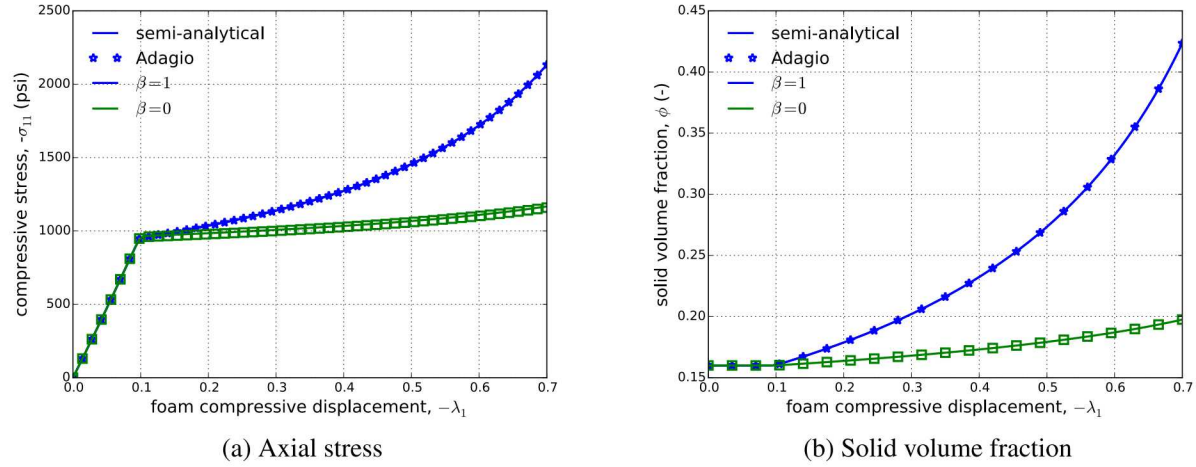 2500
2000
1500
1000
500
0
0.0 0.1 0.2 0.3 0.4 0.5 0.6 0.7
compressive stress, -σ₁₁ (psi)
foam compressive displacement, −λ₁
semi-analytical
Adagio
β=1
β=0
(a) Axial stress
0.45
0.40
0.35
0.30
0.25
0.20
0.15
0.0 0.1 0.2 0.3 0.4 0.5 0.6 0.7
solid volume fraction, ϕ (-)
foam compressive displacement, −λ₁
semi-analytical
Adagio
β=1
β=0
(b) Solid volume fraction